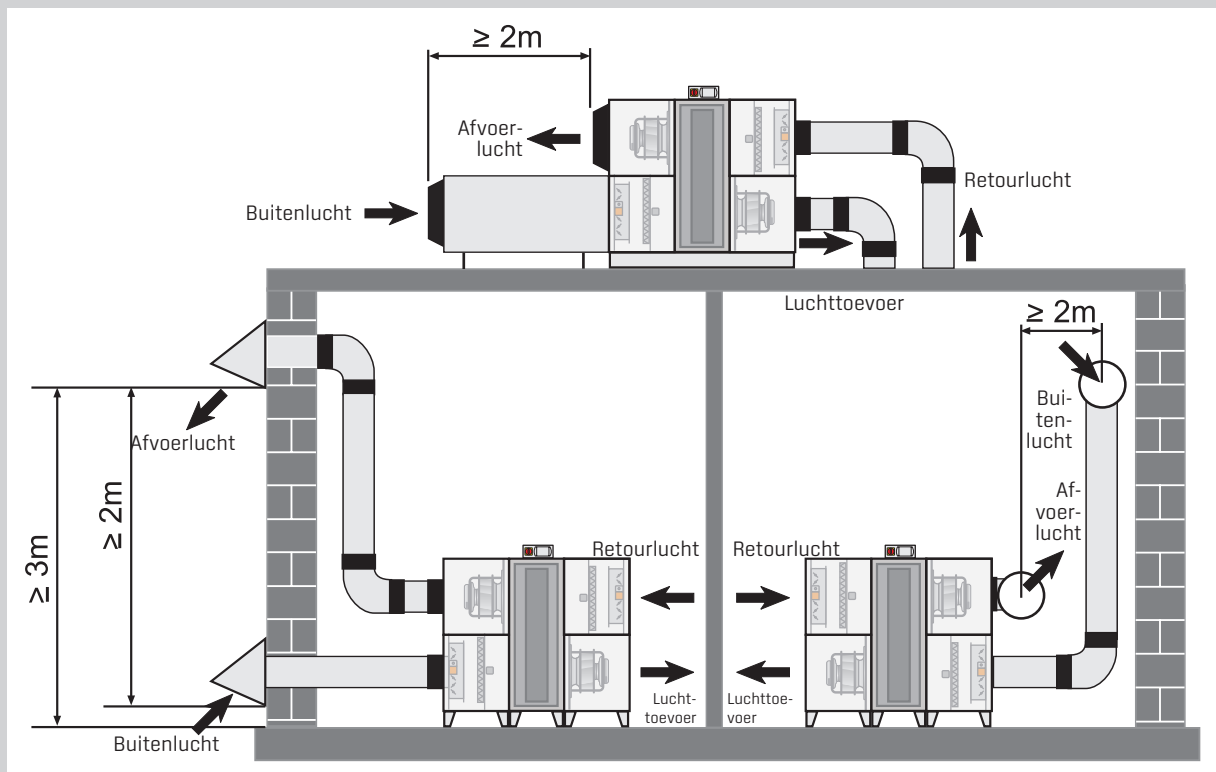 ≥ 2m
Afvoer-
lucht
Buitenlucht
Retourlucht
Luchttoevoer
≥ 2m
Bui-
ten-
lucht
Afvoerlucht
≥ 3m
≥ 2m
Af-
voer-
lucht
Retourlucht
Retourlucht
Lucht-
toevoer
Luchttoe-
voer
Buitenlucht